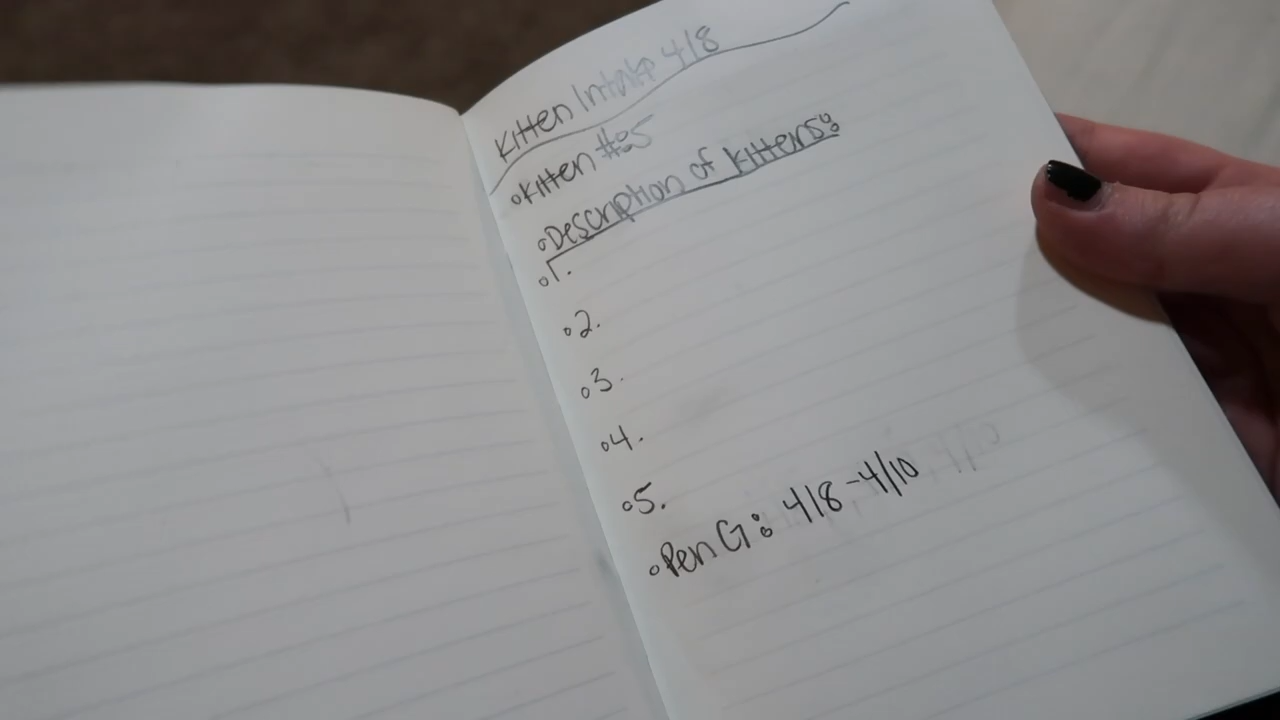 Kitten Intake 4/8
◦Kitten #:5
◦Description of kittens:
◦1.
◦2.
◦3.
◦4.
◦5.
◦Pen G: 4/8-4/10